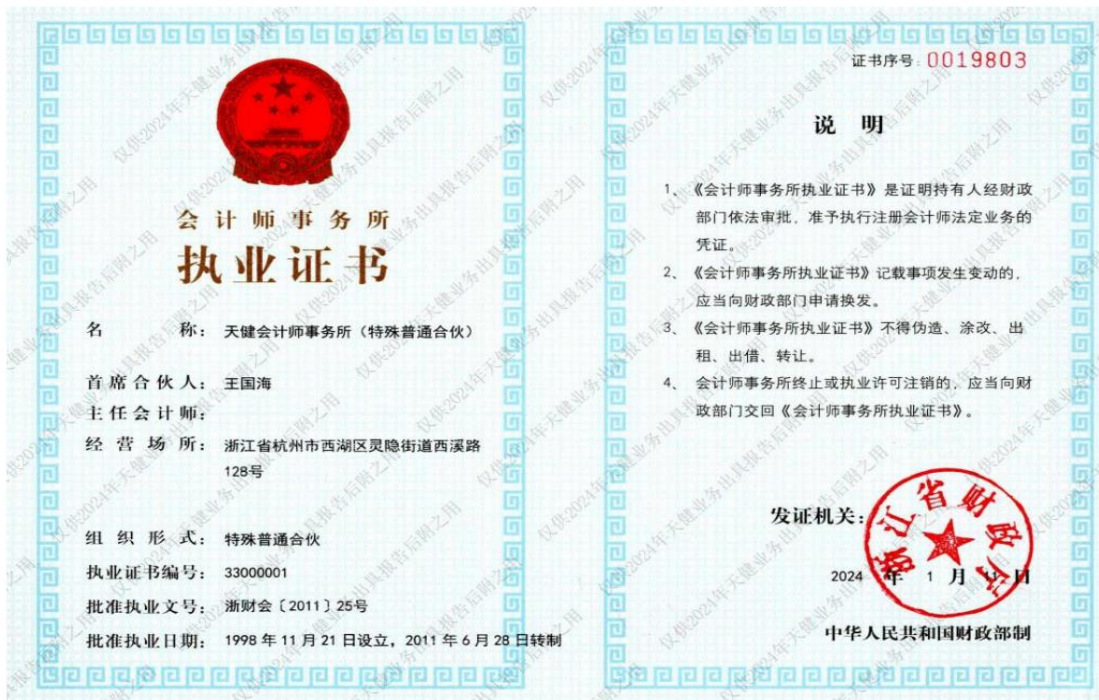 会计师事务所
执业证书
名 称： 天健会计师事务所（特殊普通合伙）
首席合伙人： 王国海
主任会计师：
经营场所： 浙江省杭州市西湖区灵隐街道西溪路
128号
组织形式： 特殊普通合伙
执业证书编号： 33000001
批准执业文号： 浙财会〔2011〕25号
批准执业日期： 1998年11月21日设立，2011年6月28日转制
证书序号：0019803
说 明
1、《会计师事务所执业证书》是证明持有人经财政
部门依法审批，准予执行注册会计师法定业务的
凭证。
2、《会计师事务所执业证书》记载事项发生变动的，
应当向财政部门申请换发。
3、《会计师事务所执业证书》不得伪造、涂改、出
租、出借、转让。
4、会计师事务所终止或执业许可注销的，应当向财
政部门交回《会计师事务所执业证书》。
发证机关：
浙江省财政厅
2024 年 1 月 日
中华人民共和国财政部制
仅供2024年天健业务出具报告后附之用